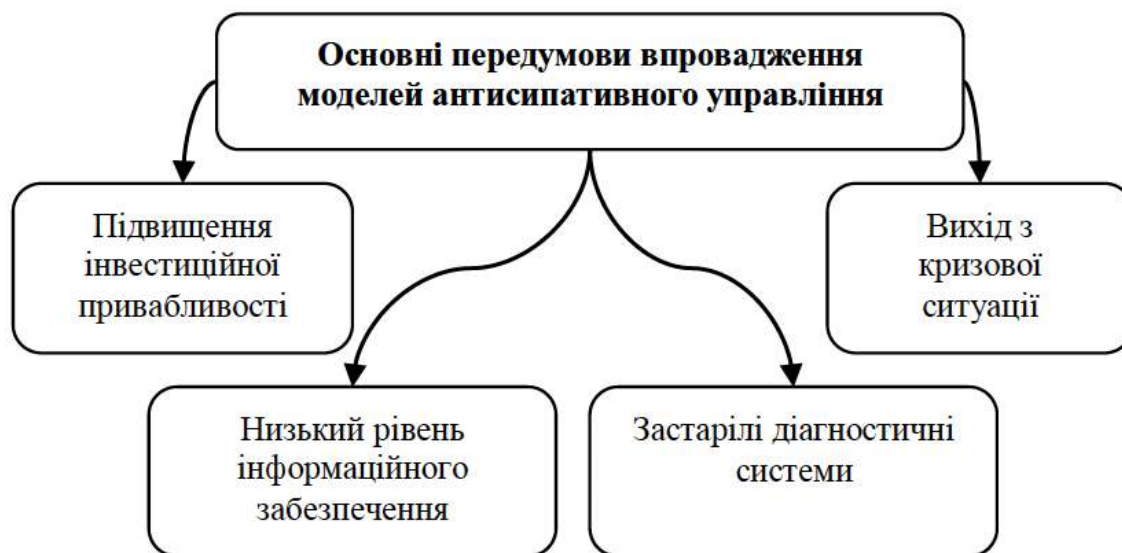 Основні передумови впровадження
моделей антисипативного управління
Підвищення
інвестиційної
привабливості
Вихід з
кризової
ситуації
Низький рівень
інформаційного
забезпечення
Застарілі діагностичні
системи